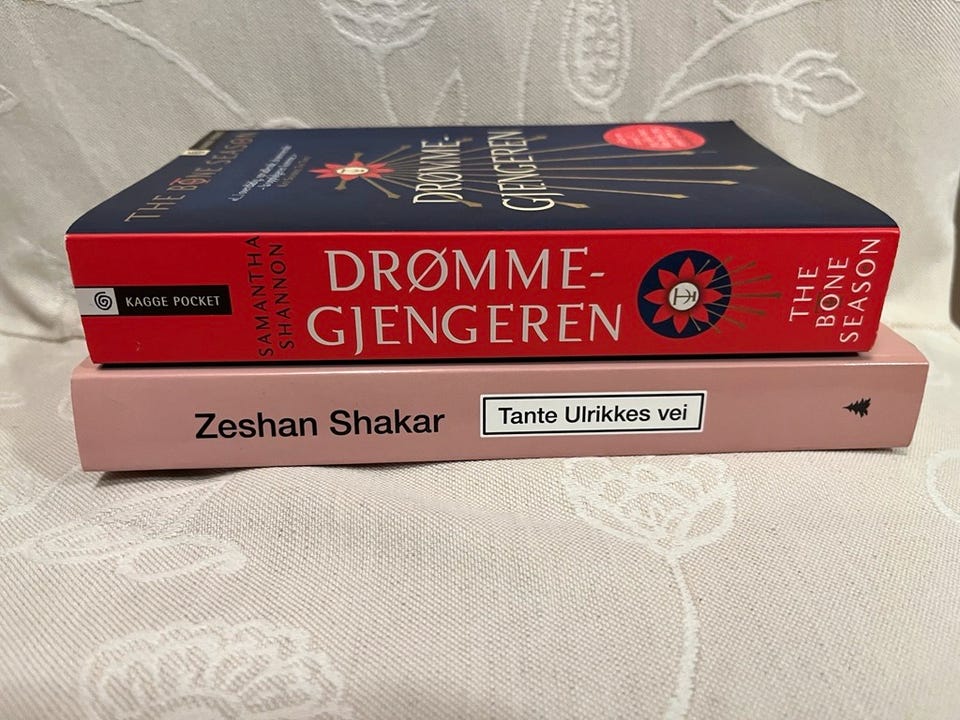 THE BONE SEASON
DRØMME-
GJENGEREN
KAGGE POCKET
SAMANTHA
SHANNON
DRØMME-
GJENGEREN
THE
BONE
SEASON
Zeshan Shakar
Tante Ulrikkes vei